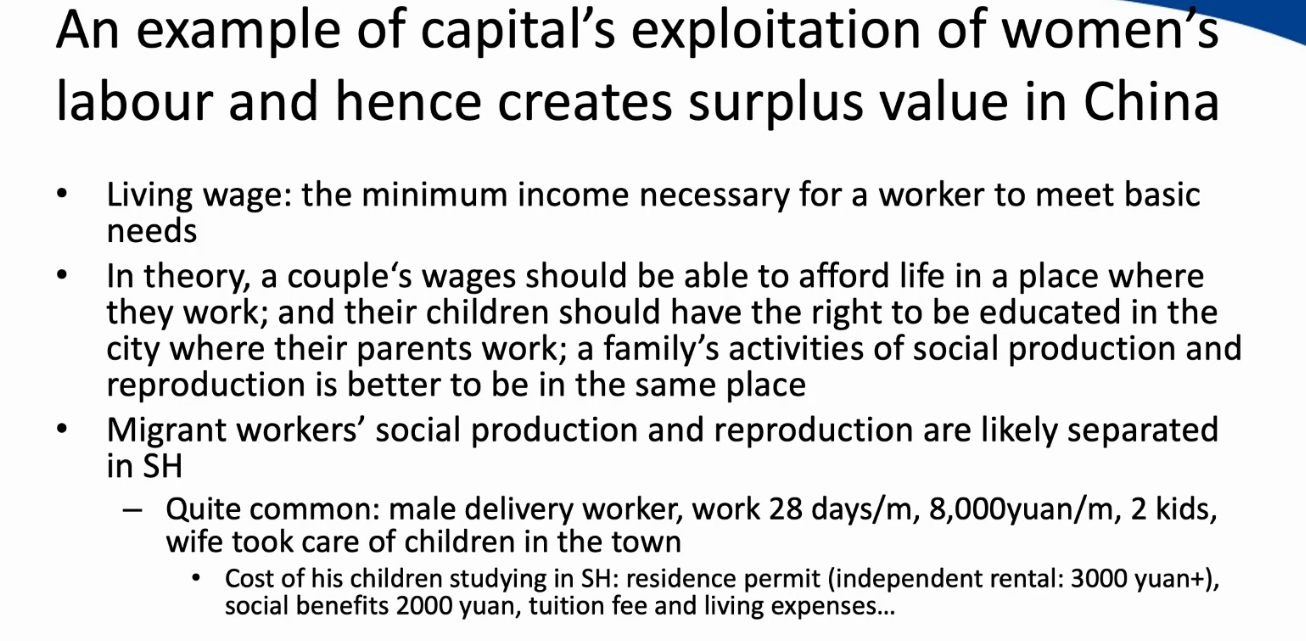 An example of capital’s exploitation of women’s
labour and hence creates surplus value in China
• Living wage: the minimum income necessary for a worker to meet basic
needs
• In theory, a couple‘s wages should be able to afford life in a place where
they work; and their children should have the right to be educated in the
city where their parents work; a family’s activities of social production and
reproduction is better to be in the same place
• Migrant workers’ social production and reproduction are likely separated
in SH
– Quite common: male delivery worker, work 28 days/m, 8,000yuan/m, 2 kids,
wife took care of children in the town
• Cost of his children studying in SH: residence permit (independent rental: 3000 yuan+),
social benefits 2000 yuan, tuition fee and living expenses…